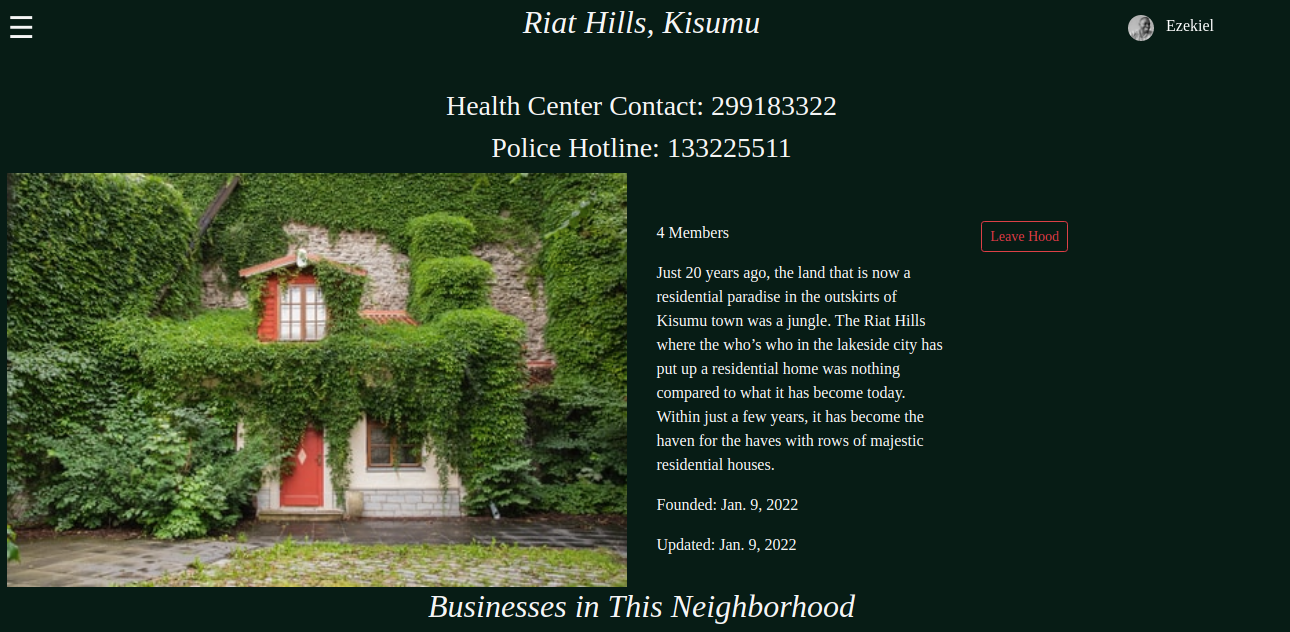 ☰
Riat Hills, Kisumu
Ezekiel
Health Center Contact: 299183322
Police Hotline: 133225511
4 Members
Leave Hood
Just 20 years ago, the land that is now a
residential paradise in the outskirts of
Kisumu town was a jungle. The Riat Hills
where the who’s who in the lakeside city has
put up a residential home was nothing
compared to what it has become today.
Within just a few years, it has become the
haven for the haves with rows of majestic
residential houses.
Founded: Jan. 9, 2022
Updated: Jan. 9, 2022
Businesses in This Neighborhood